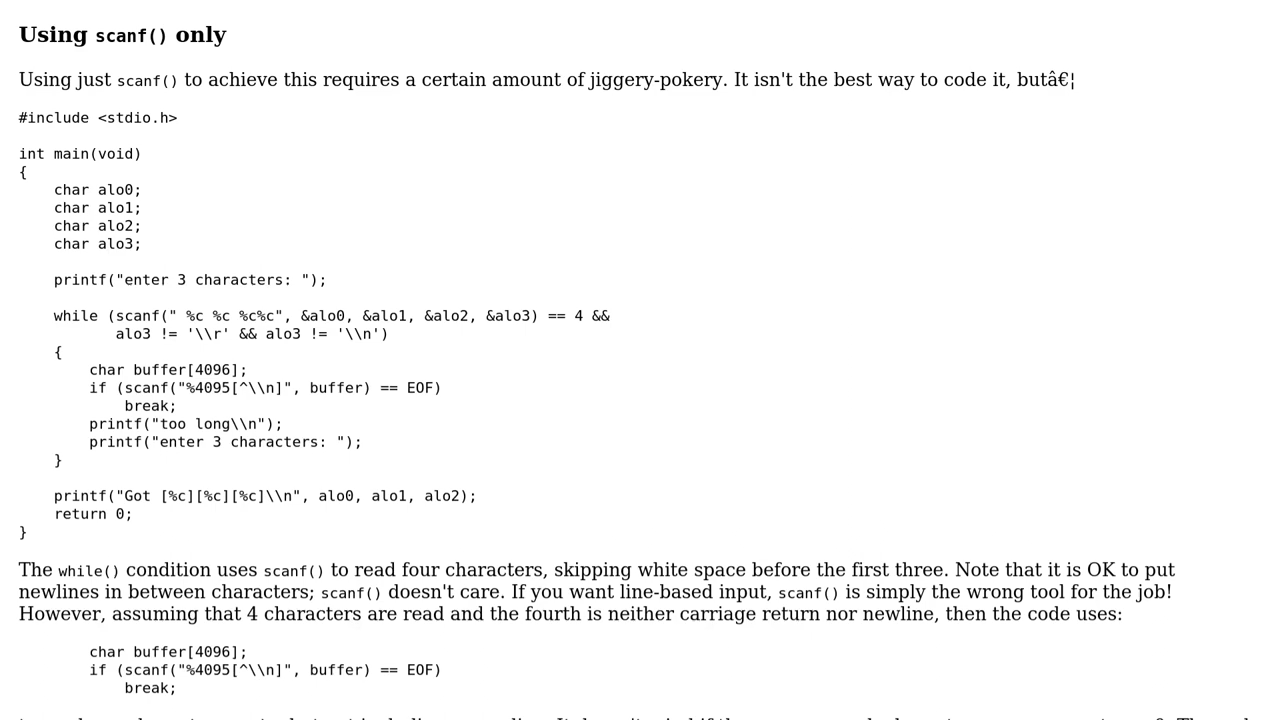 Using scanf() only
Using just scanf() to achieve this requires a certain amount of jiggery-pokery. It isn't the best way to code it, butâ€¦
#include <stdio.h>
int main(void)
{
    char alo0;
    char alo1;
    char alo2;
    char alo3;
    printf("enter 3 characters: ");
    while (scanf(" %c %c %c%c", &alo0, &alo1, &alo2, &alo3) == 4 &&
           alo3 != '\\r' && alo3 != '\\n')
    {
        char buffer[4096];
        if (scanf("%4095[^\\n]", buffer) == EOF)
            break;
        printf("too long\\n");
        printf("enter 3 characters: ");
    }
    printf("Got [%c][%c][%c]\\n", alo0, alo1, alo2);
    return 0;
}
The while() condition uses scanf() to read four characters, skipping white space before the first three. Note that it is OK to put
newlines in between characters; scanf() doesn't care. If you want line-based input, scanf() is simply the wrong tool for the job!
However, assuming that 4 characters are read and the fourth is neither carriage return nor newline, then the code uses:
        char buffer[4096];
        if (scanf("%4095[^\\n]", buffer) == EOF)
            break;